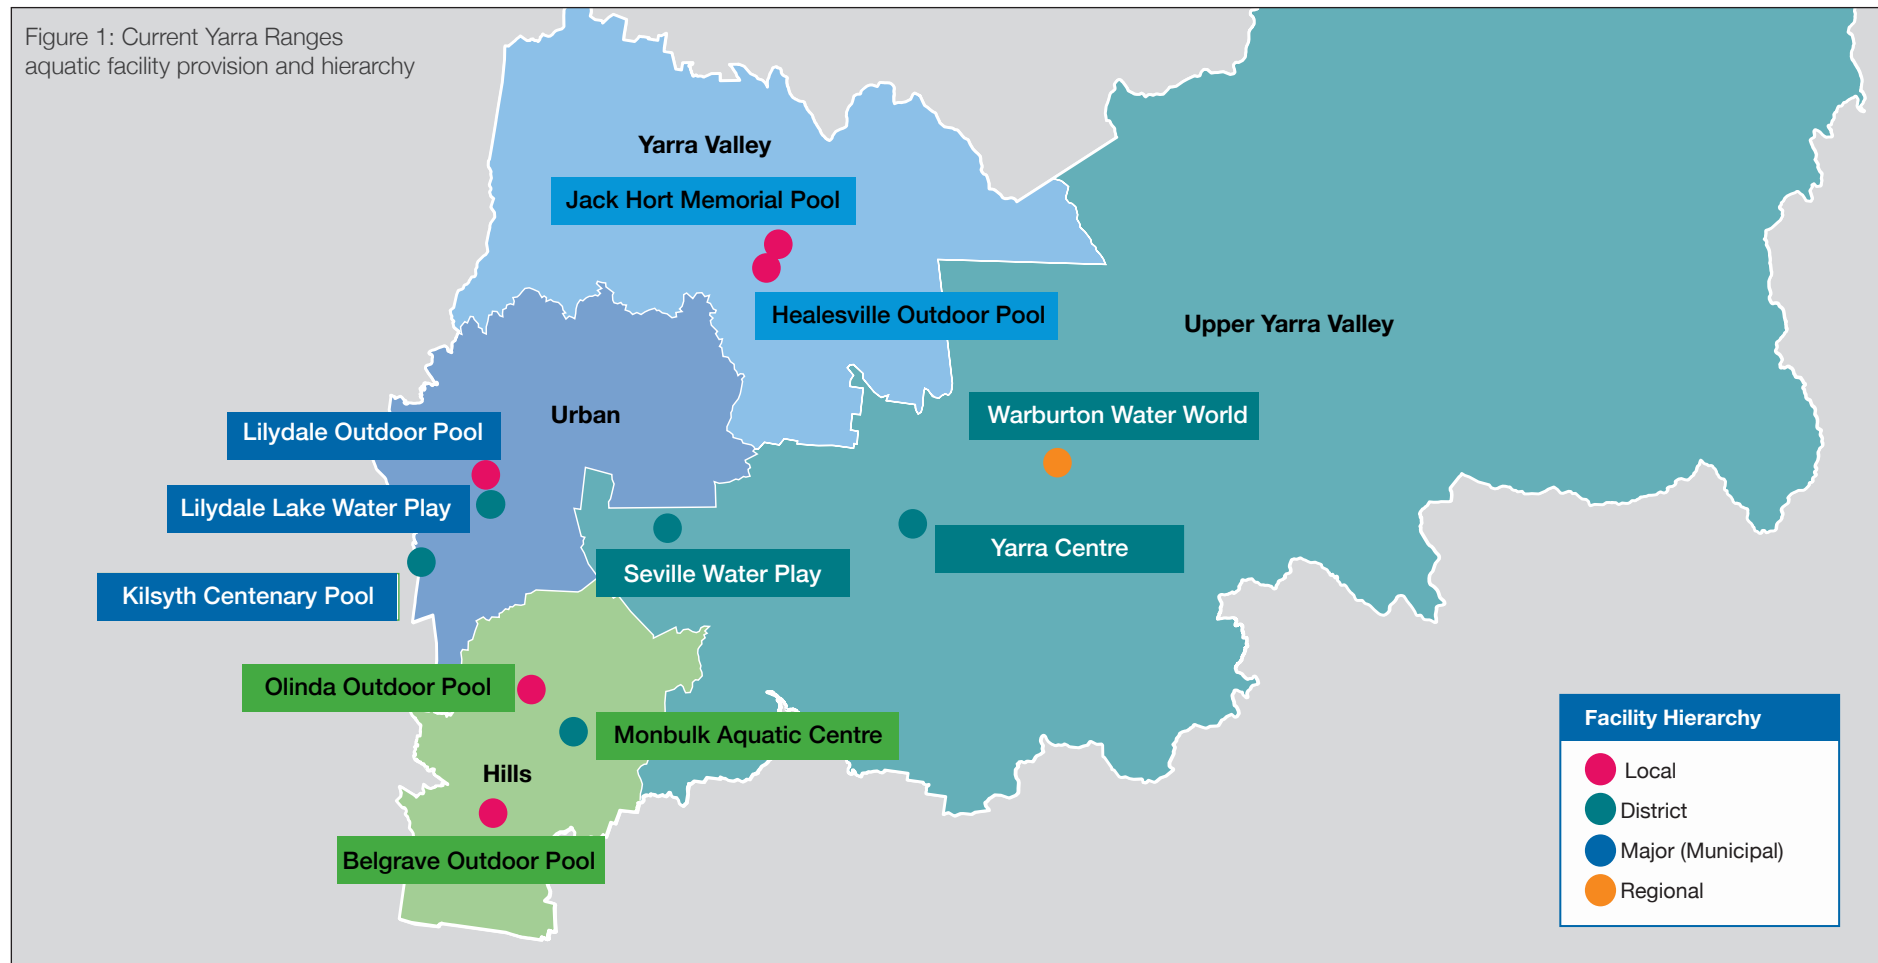 Figure 1: Current Yarra Ranges
aquatic facility provision and hierarchy
Yarra Valley
Jack Hort Memorial Pool
Healesville Outdoor Pool
Upper Yarra Valley
Urban
Warburton Water World
Lilydale Outdoor Pool
Lilydale Lake Water Play
Yarra Centre
Seville Water Play
Kilsyth Centenary Pool
Olinda Outdoor Pool
Monbulk Aquatic Centre
Hills
Belgrave Outdoor Pool
Facility Hierarchy
Local
District
Major (Municipal)
Regional